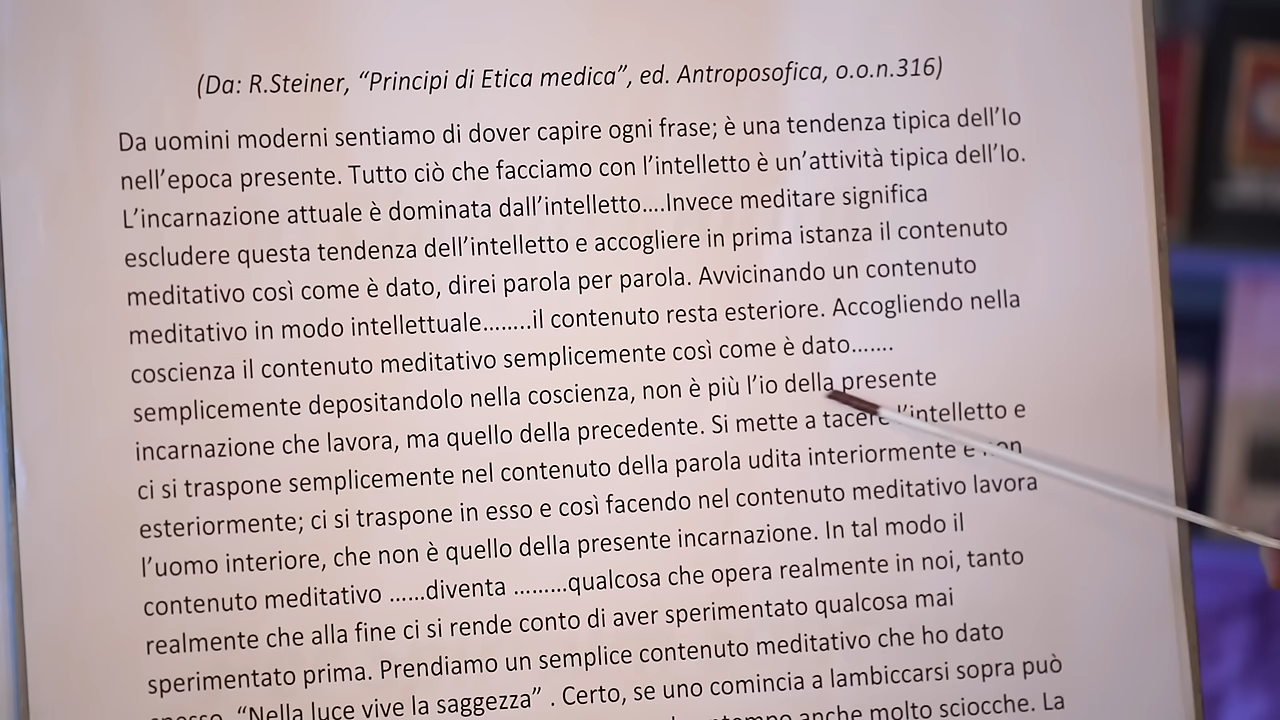 (Da: R.Steiner, “Principi di Etica medica”, ed. Antroposofica, o.o.n.316)
Da uomini moderni sentiamo di dover capire ogni frase; è una tendenza tipica dell’Io
nell’epoca presente. Tutto ciò che facciamo con l’intelletto è un’attività tipica dell’Io.
L’incarnazione attuale è dominata dall’intelletto....Invece meditare significa
escludere questa tendenza dell’intelletto e accogliere in prima istanza il contenuto
meditativo così come è dato, direi parola per parola. Avvicinando un contenuto
meditativo in modo intellettuale........il contenuto resta esteriore. Accogliendo nella
coscienza il contenuto meditativo semplicemente così come è dato.......
semplicemente depositandolo nella coscienza, non è più l’io della presente
incarnazione che lavora, ma quello della precedente. Si mette a tacere l’intelletto e
ci si traspone semplicemente nel contenuto della parola udita interiormente e non
esteriormente; ci si traspone in esso e così facendo nel contenuto meditativo lavora
l’uomo interiore, che non è quello della presente incarnazione. In tal modo il
contenuto meditativo ......diventa .........qualcosa che opera realmente in noi, tanto
realmente che alla fine ci si rende conto di aver sperimentato qualcosa mai
sperimentato prima. Prendiamo un semplice contenuto meditativo che ho dato
“Nella luce vive la saggezza” . Certo, se uno comincia a lambiccarsi sopra può
anche molto sciocche. La